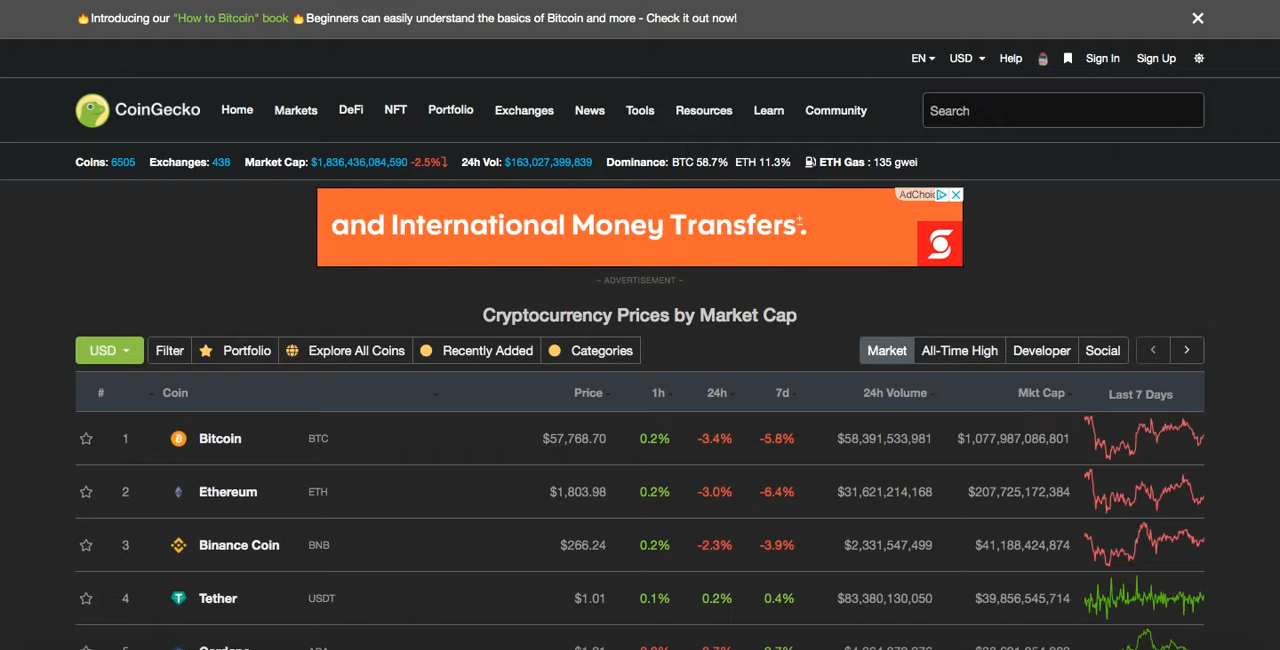 🔥Introducing our "How to Bitcoin" book 🔥Beginners can easily understand the basics of Bitcoin and more - Check it out now!
EN USD Help Sign In Sign Up
CoinGecko Home Markets DeFi NFT Portfolio Exchanges News Tools Resources Learn Community Search
Coins: 6505 Exchanges: 438 Market Cap: $1,836,436,084,590 -2.5% 24h Vol: $163,027,399,839 Dominance: BTC 58.7% ETH 11.3% ETH Gas : 135 gwei
AdChoic
and International Money Transfers.
– ADVERTISEMENT –
Cryptocurrency Prices by Market Cap
USD Filter Portfolio Explore All Coins Recently Added Categories Market All-Time High Developer Social
# Coin Price 1h 24h 7d 24h Volume Mkt Cap Last 7 Days
1 Bitcoin BTC $57,768.70 0.2% -3.4% -5.8% $58,391,533,981 $1,077,987,086,801
2 Ethereum ETH $1,803.98 0.2% -3.0% -6.4% $31,621,214,168 $207,725,172,384
3 Binance Coin BNB $266.24 0.2% -2.3% -3.9% $2,331,547,499 $41,188,424,874
4 Tether USDT $1.01 0.1% 0.2% 0.4% $83,380,130,050 $39,856,545,714